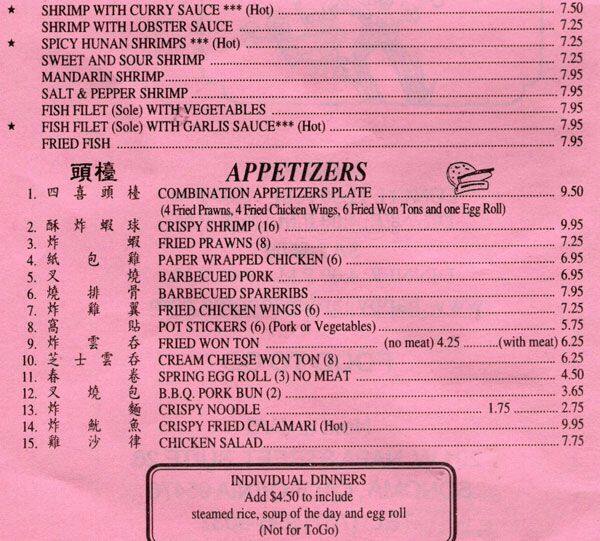 ★ SHRIMP WITH CURRY SAUCE *** (Hot) 7.50
SHRIMP WITH LOBSTER SAUCE 7.25
★ SPICY HUNAN SHRIMPS *** (Hot) 7.25
SWEET AND SOUR SHRIMP 7.25
MANDARIN SHRIMP 7.95
SALT & PEPPER SHRIMP 7.95
FISH FILET (Sole) WITH VEGETABLES 7.95
★ FISH FILET (Sole) WITH GARLIS SAUCE*** (Hot) 7.95
FRIED FISH 7.95
頭檯 APPETIZERS
1. 四喜頭檯 COMBINATION APPETIZERS PLATE 9.50
(4 Fried Prawns, 4 Fried Chicken Wings, 6 Fried Won Tons and one Egg Roll)
2. 酥炸蝦球 CRISPY SHRIMP (16) 9.95
3. 炸蝦 FRIED PRAWNS (8) 7.25
4. 紙包雞 PAPER WRAPPED CHICKEN (6) 6.95
5. 叉燒 BARBECUED PORK 6.95
6. 燒排骨 BARBECUED SPARERIBS 7.95
7. 炸雞翼 FRIED CHICKEN WINGS (6) 7.25
8. 窩貼 POT STICKERS (6) (Pork or Vegetables) 5.75
9. 炸雲吞 FRIED WON TON (no meat) 4.25 (with meat) 6.25
10. 芝士雲吞 CREAM CHEESE WON TON (8) 6.25
11. 春卷 SPRING EGG ROLL (3) NO MEAT 4.50
12. 叉燒包 B.B.Q. PORK BUN (2) 3.65
13. 炸麵 CRISPY NOODLE 1.75 2.75
14. 炸魷魚 CRISPY FRIED CALAMARI (Hot) 9.95
15. 雞沙律 CHICKEN SALAD 7.75
INDIVIDUAL DINNERS
Add $4.50 to include
steamed rice, soup of the day and egg roll
(Not for ToGo)